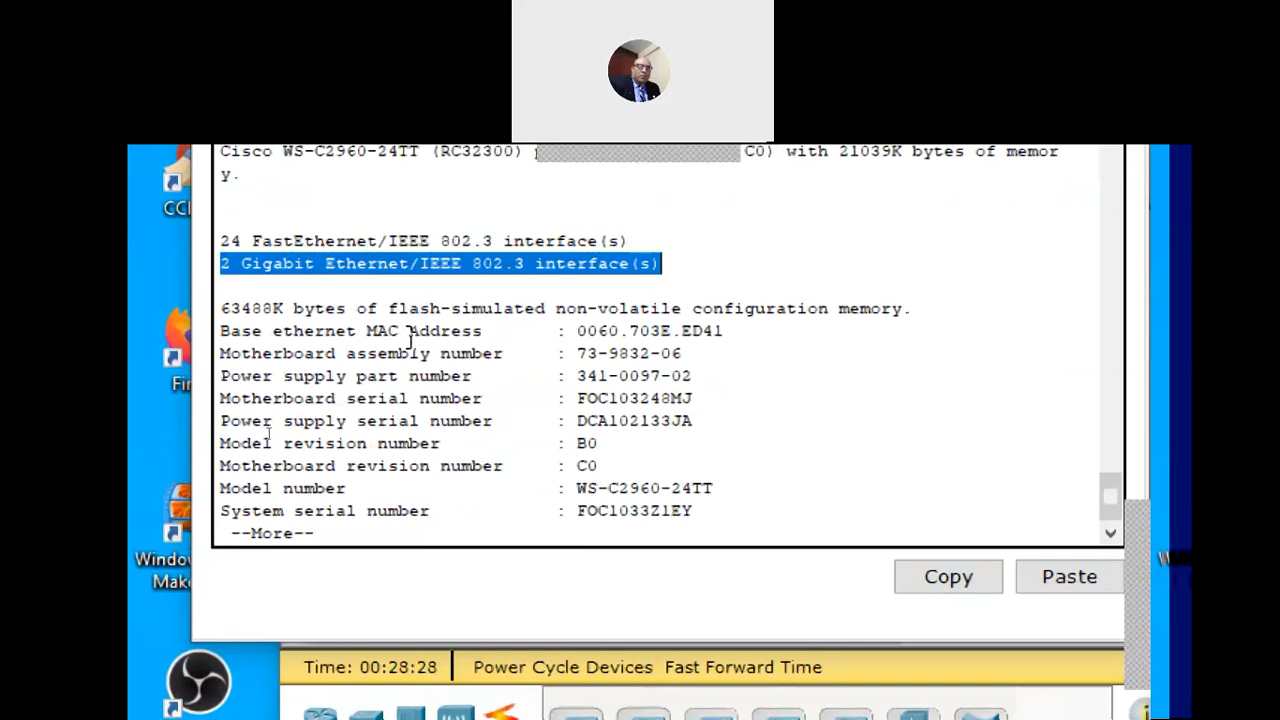 Cisco WS-C2960-24TT (RC32300) C0) with 21039K bytes of memor
y.
24 FastEthernet/IEEE 802.3 interface(s)
2 Gigabit Ethernet/IEEE 802.3 interface(s)
63488K bytes of flash-simulated non-volatile configuration memory.
Base ethernet MAC Address : 0060.703E.ED41
Motherboard assembly number : 73-9832-06
Power supply part number : 341-0097-02
Motherboard serial number : FOC103248MJ
Power supply serial number : DCA102133JA
Model revision number : B0
Motherboard revision number : C0
Model number : WS-C2960-24TT
System serial number : FOC1033Z1EY
--More--
Copy Paste
Time: 00:28:28 Power Cycle Devices Fast Forward Time